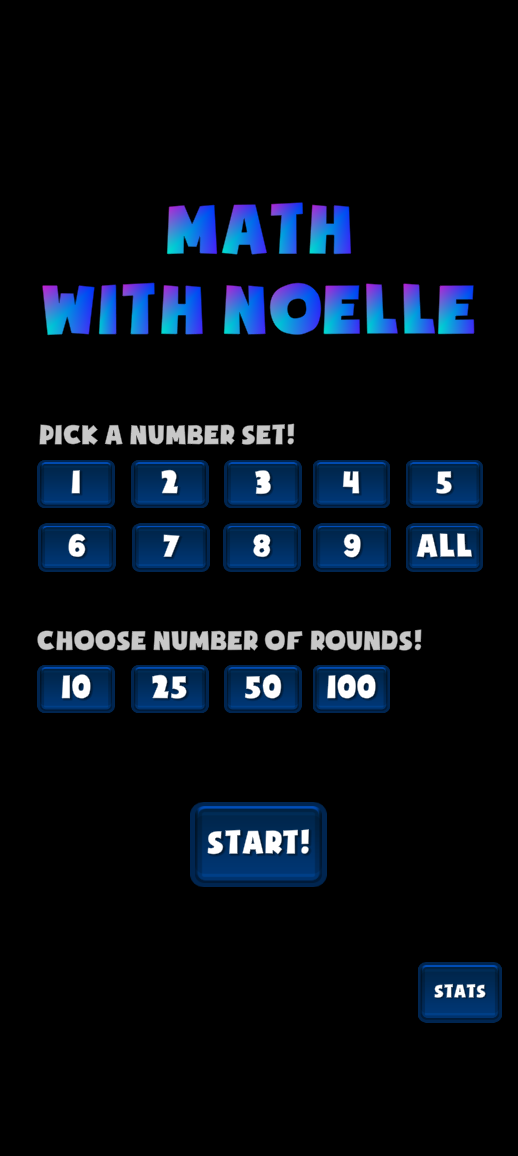 MATH
WITH NOELLE
PICK A NUMBER SET!
1 2 3 4 5
6 7 8 9 ALL
CHOOSE NUMBER OF ROUNDS!
10 25 50 100
START!
STATS